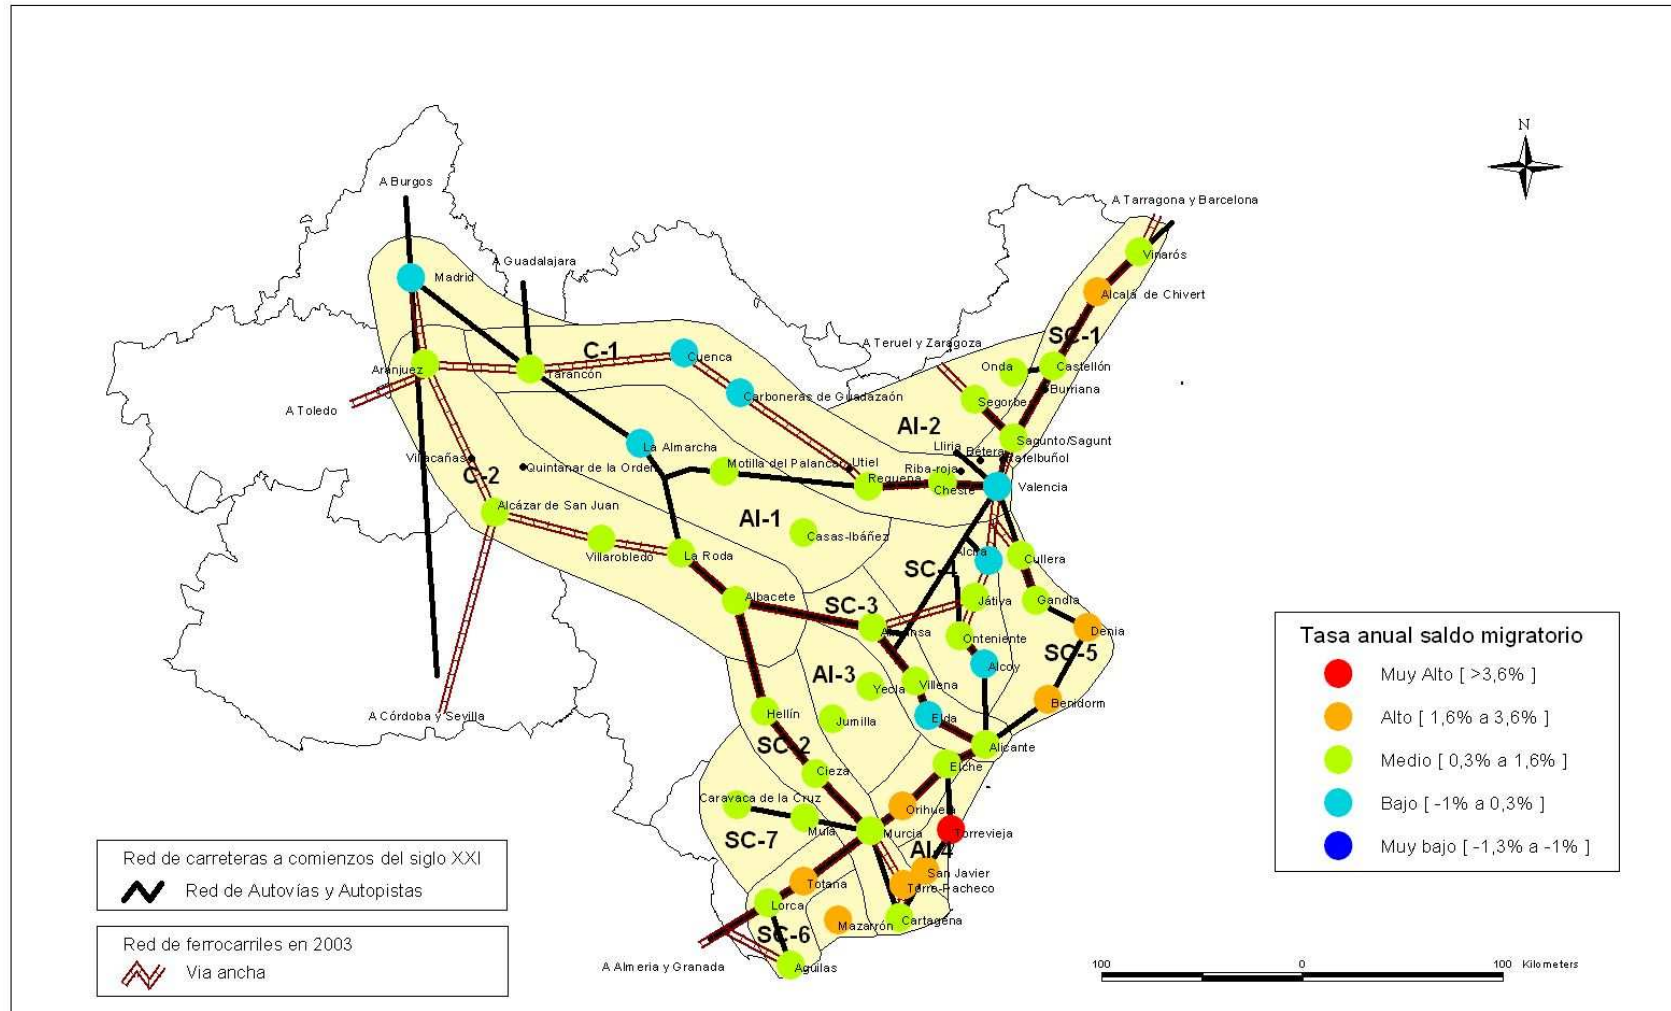 N
A Burgos
A Tarragona y Barcelona
A Guadalajara
Madrid
Vinarós
Alcalá de Chivert
SC-1
A Teruel y Zaragoza
C-1
Cuenca
Aranjuez
Tarancón
Onda
Castellón
Burriana
Carboneras de Guadazaón
Segorbe
A Toledo
AI-2
Sagunto/Sagunt
La Almarcha
Lliria
Bétera
Rafelbuñol
Villacañas
Quintanar de la Orden
Motilla del Palancar
Utiel
Riba-roja
C-2
Requena
Cheste
Valencia
Alcázar de San Juan
AI-1
Casas-Ibáñez
Villarobledo
La Roda
Alcira
Cullera
SC-4
Albacete
SC-3
Játiva
Gandía
Almansa
Onteniente
Denia
SC-5
Alcoy
AI-3
Yecla
Villena
Benidorm
Hellín
Jumilla
Elda
A Córdoba y Sevilla
SC-2
Alicante
Cieza
Elche
Caravaca de la Cruz
Orihuela
Mula
Murcia
Torrevieja
SC-7
AI-4
San Javier
Totana
Torre-Pacheco
Lorca
Mazarrón
Cartagena
SC-6
A Almeria y Granada
Aguilas
Tasa anual saldo migratorio
Muy Alto [ >3,6% ]
Alto [ 1,6% a 3,6% ]
Medio [ 0,3% a 1,6% ]
Bajo [ -1% a 0,3% ]
Muy bajo [ -1,3% a -1% ]
Red de carreteras a comienzos del siglo XXI
Red de Autovías y Autopistas
Red de ferrocarriles en 2003
Via ancha
100 0 100 Kilometers